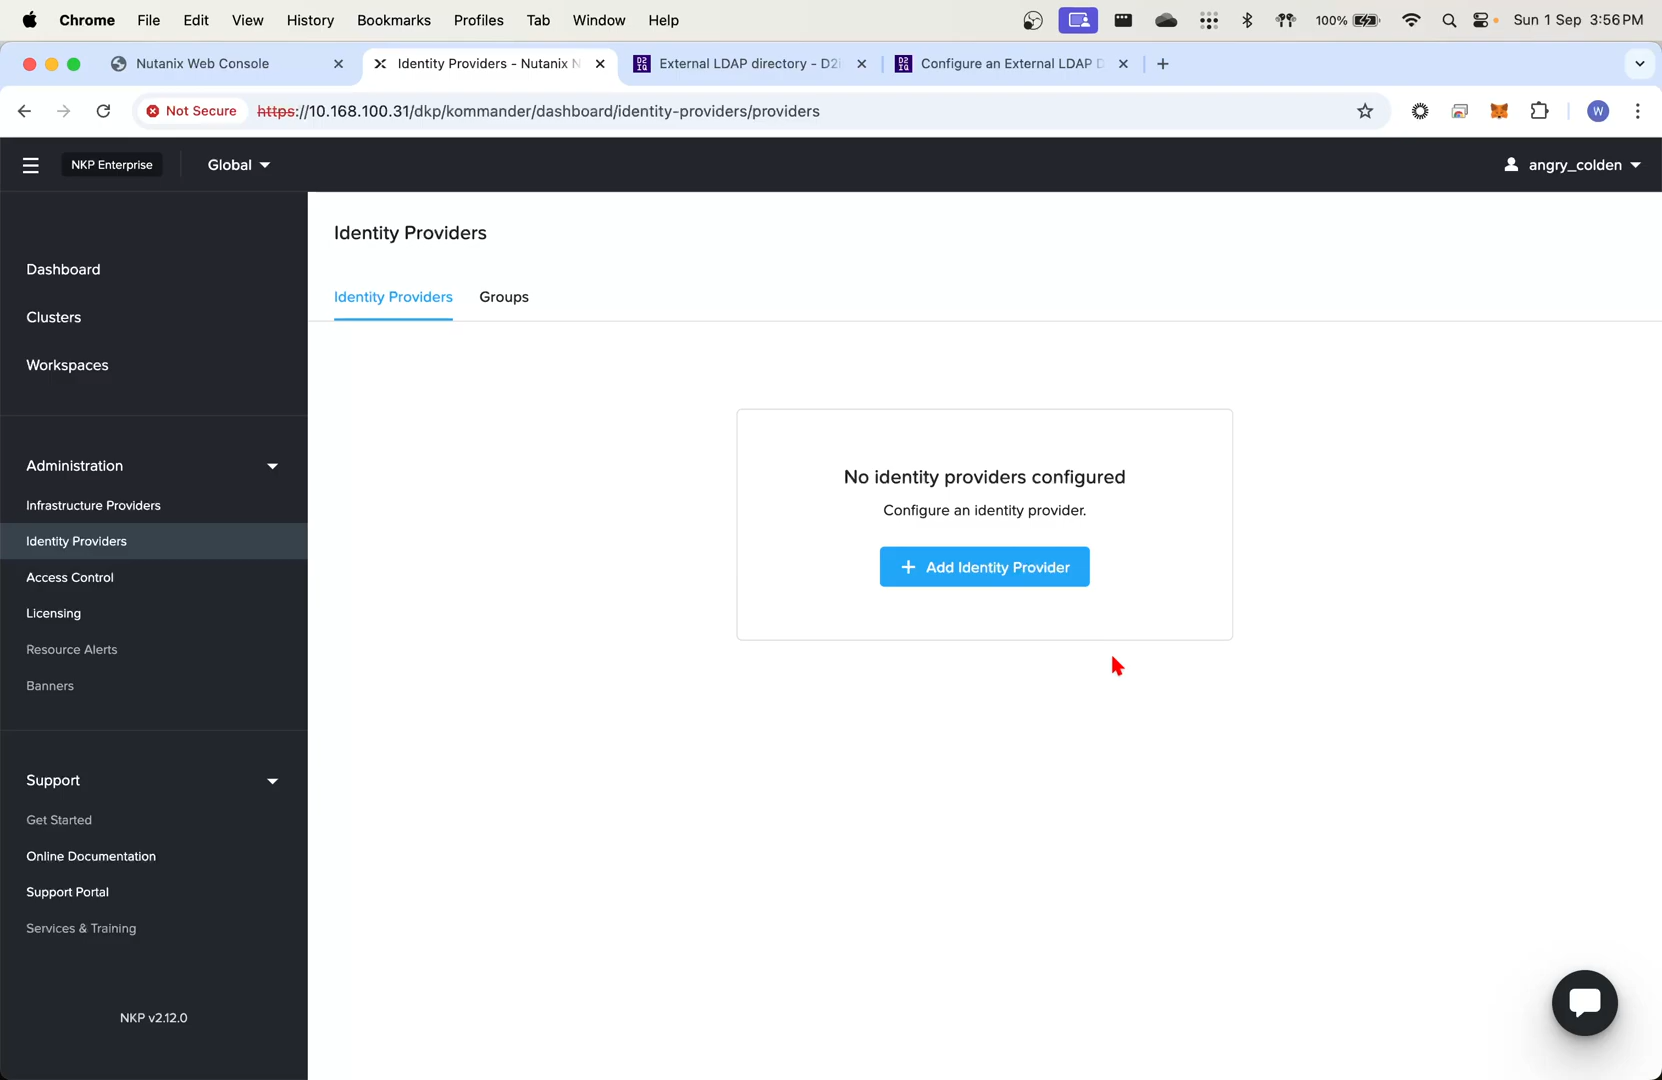 Chrome File Edit View History Bookmarks Profiles Tab Window Help 100% Sun 1 Sep 3:56 PM
Nutanix Web Console Identity Providers - Nutanix N External LDAP directory - D2i Configure an External LDAP D
Not Secure https://10.168.100.31/dkp/kommander/dashboard/identity-providers/providers W
NKP Enterprise Global angry_colden
Dashboard
Clusters
Workspaces
Administration
Infrastructure Providers
Identity Providers
Access Control
Licensing
Resource Alerts
Banners
Support
Get Started
Online Documentation
Support Portal
Services & Training
NKP v2.12.0
Identity Providers
Identity Providers Groups
No identity providers configured
Configure an identity provider.
+ Add Identity Provider